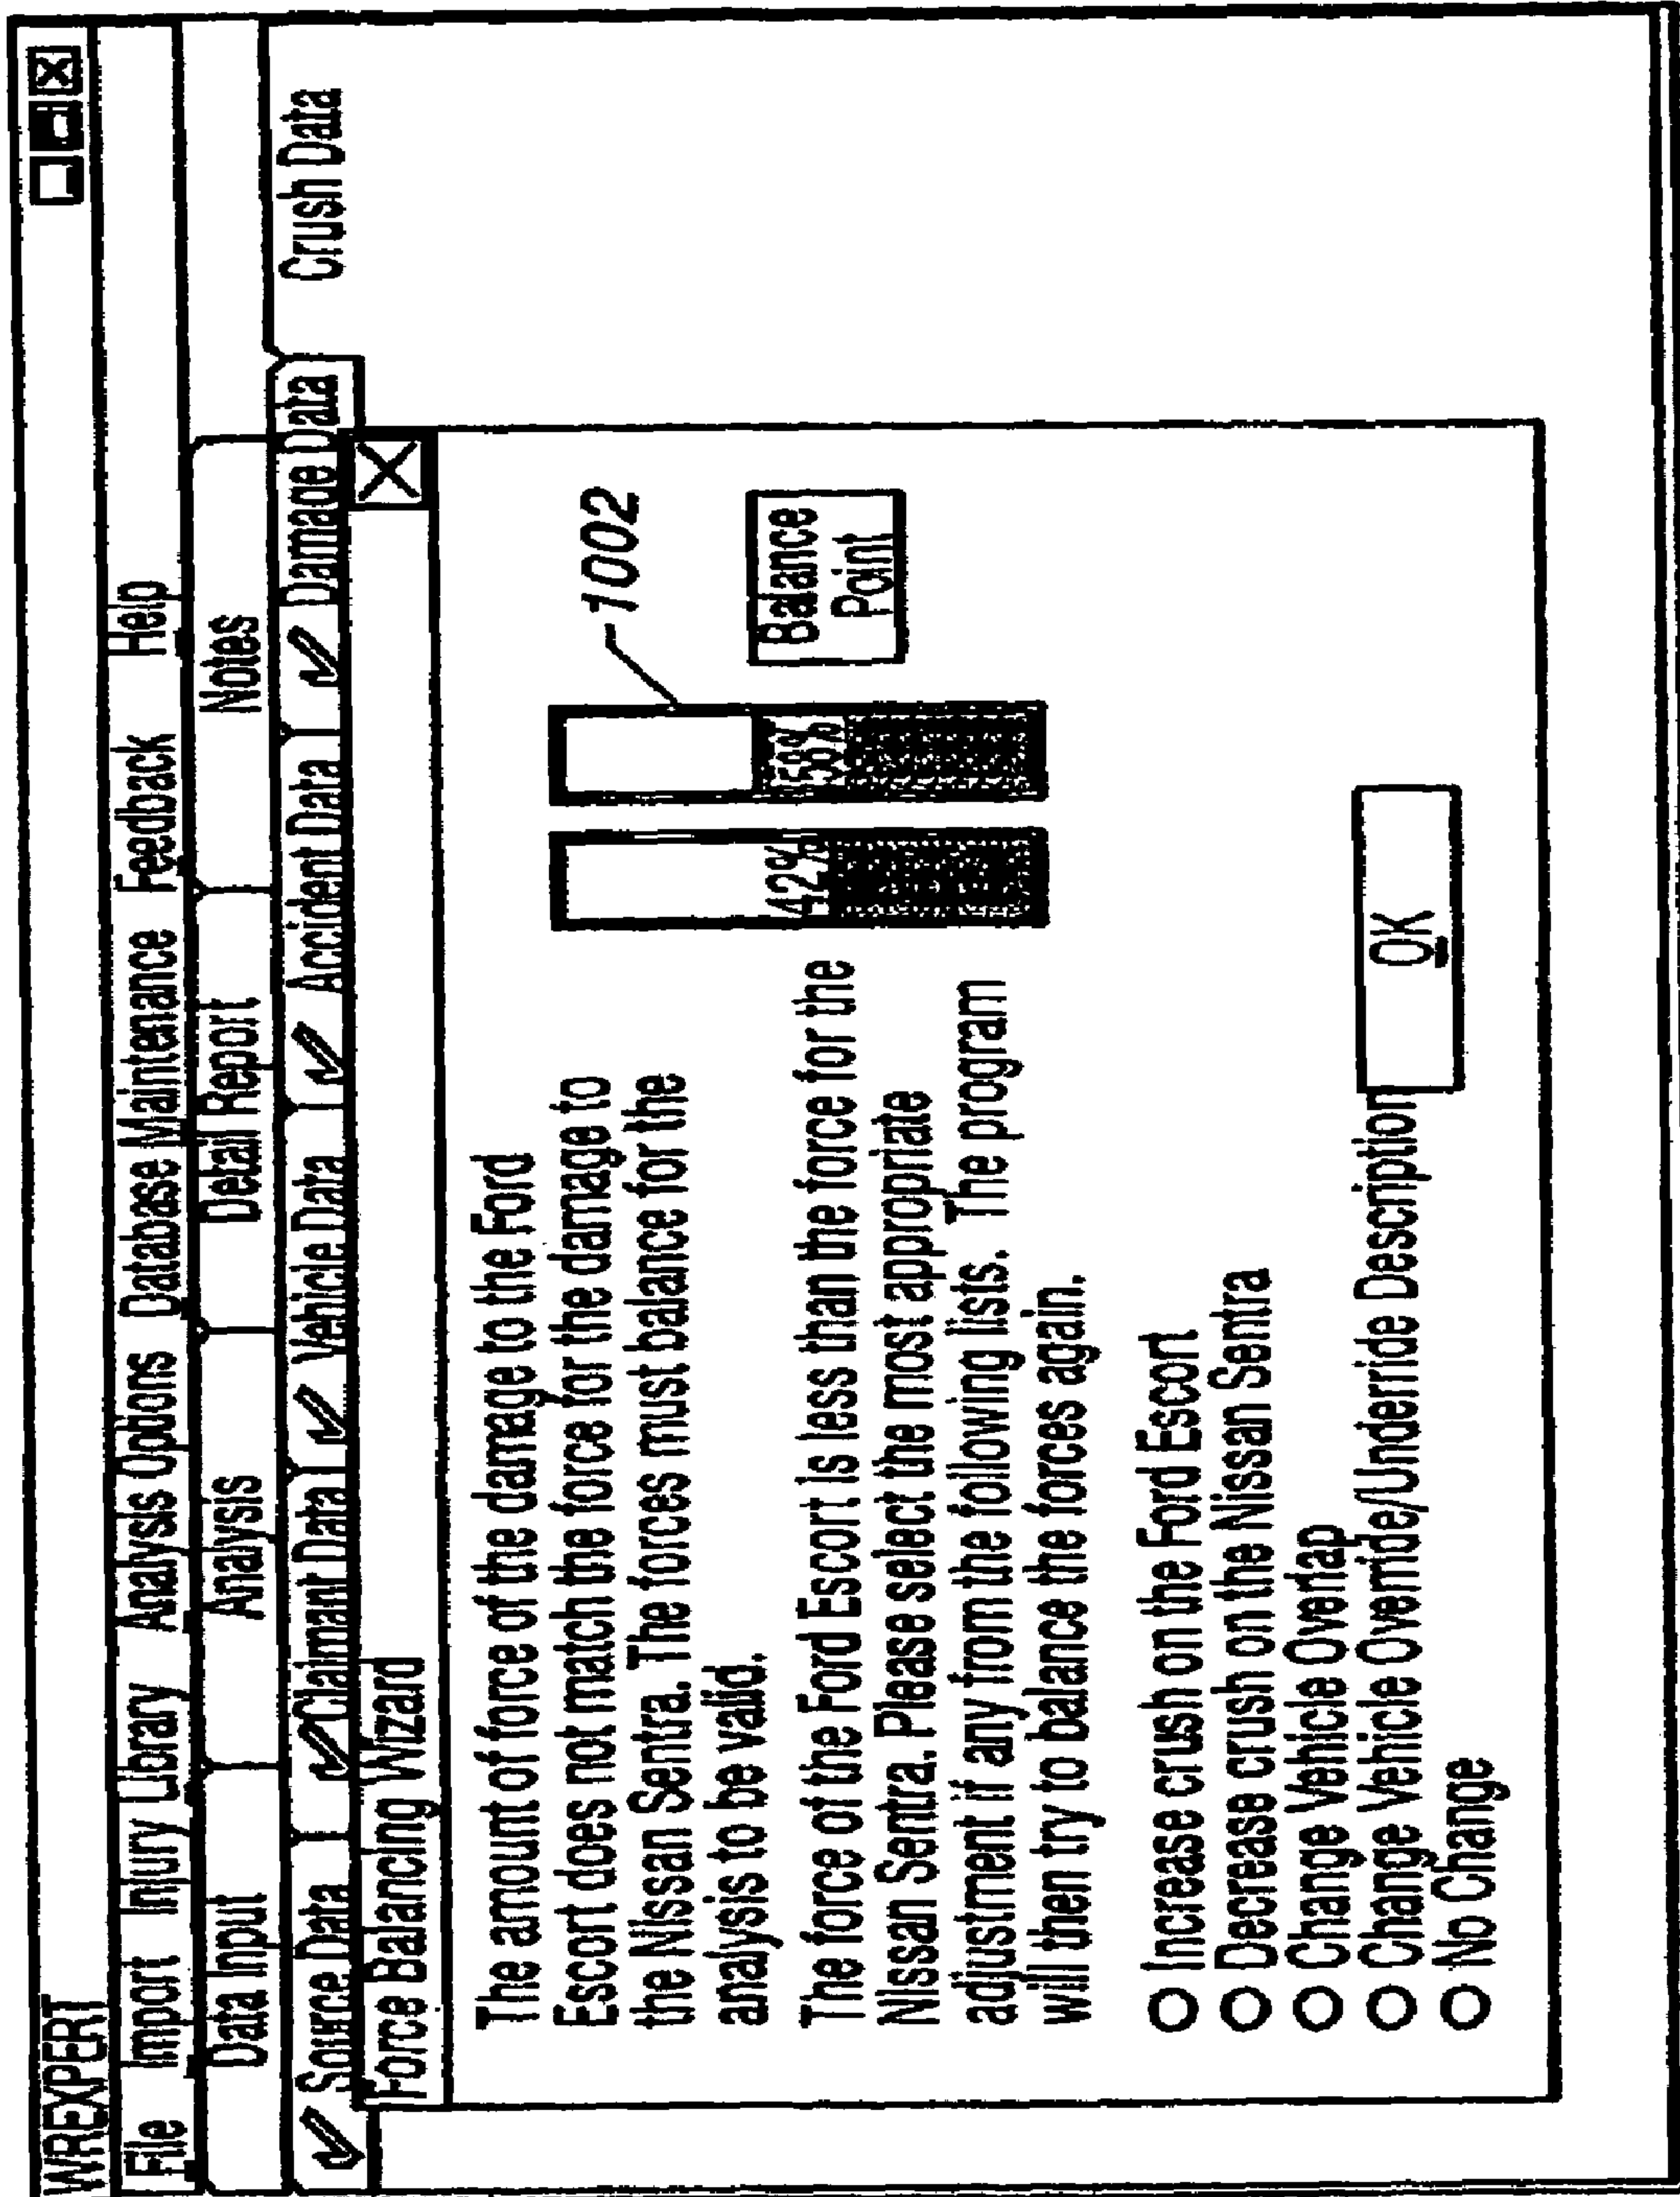 WREXPERT
File Import Injury Library Analysis Options Database Maintenance Feedback Help
Data Input Analysis Detail Report Notes
Source Data Claimant Data Vehicle Data Accident Data Damage Data Crush Data
Force Balancing Wizard
The amount of force of the damage to the Ford
Escort does not match the force for the damage to
the Nissan Sentra. The forces must balance for the
analysis to be valid.
The force of the Ford Escort is less than the force for the
Nissan Sentra. Please select the most appropriate
adjustment if any from the following lists. The program
will then try to balance the forces again.
42%
58%
1002
Balance
Point
Increase crush on the Ford Escort
Decrease crush on the Nissan Sentra
Change Vehicle Overlap
Change Vehicle Override/Underride Description
No Change
OK